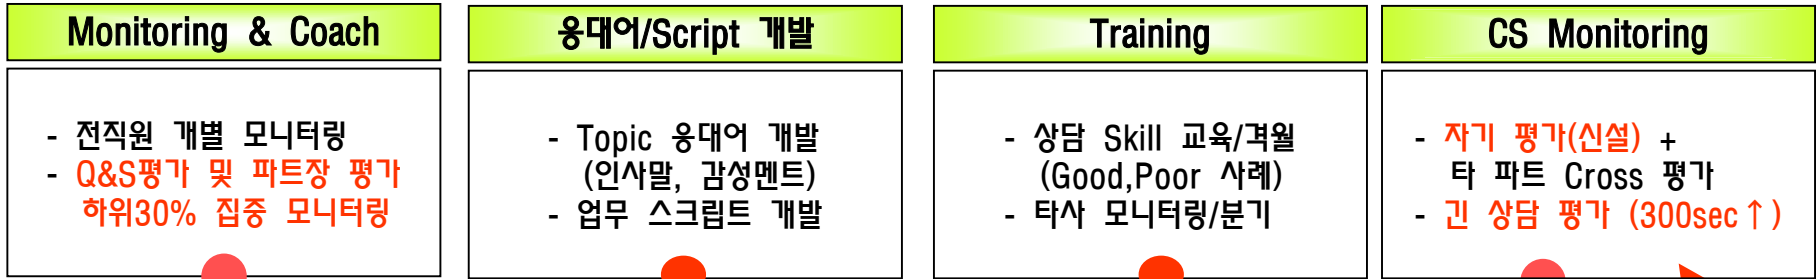 Monitoring & Coach
- 전직원 개별 모니터링
- Q&S평가 및 파트장 평가
하위30% 집중 모니터링
응대어/Script 개발
- Topic 응대어 개발
(인사말, 감성멘트)
- 업무 스크립트 개발
Training
- 상담 Skill 교육/격월
(Good,Poor 사례)
- 타사 모니터링/분기
CS Monitoring
- 자기 평가(신설) +
타 파트 Cross 평가
- 긴 상담 평가 (300sec↑)